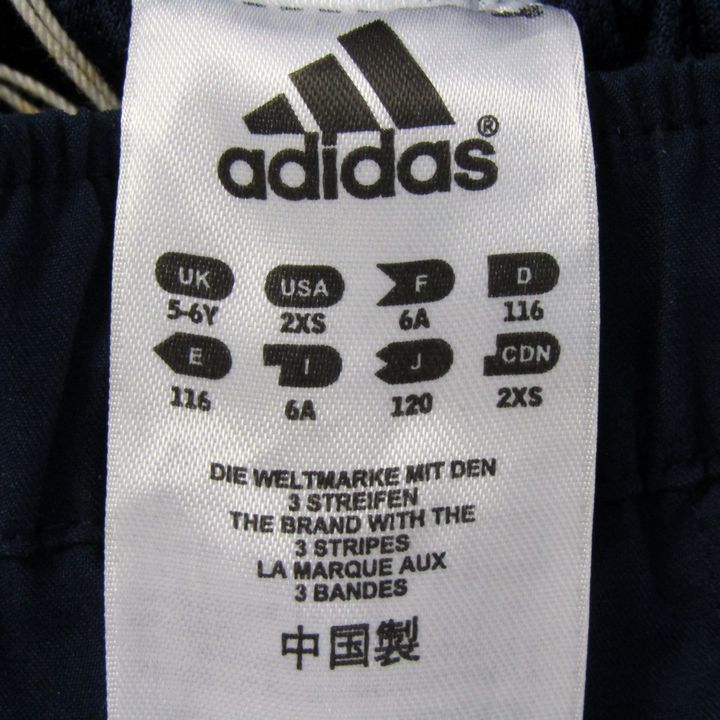 adidas®
UK USA F D
5-6Y 2XS 6A 116
E I J CDN
116 6A 120 2XS
DIE WELTMARKE MIT DEN
3 STREIFEN
THE BRAND WITH THE
3 STRIPES
LA MARQUE AUX
3 BANDES
中国製